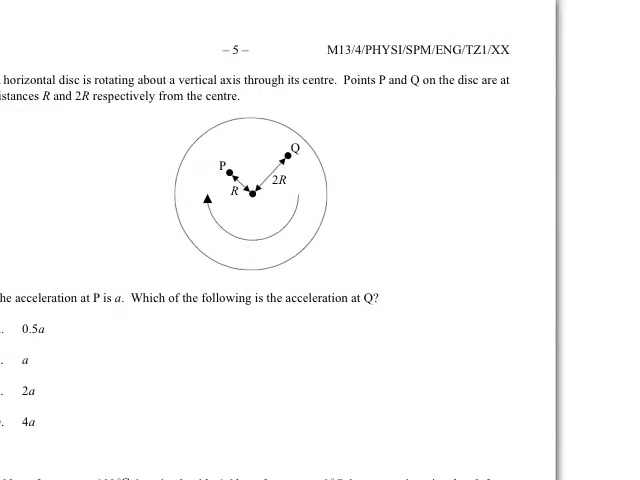 – 5 –
M13/4/PHYSI/SPM/ENG/TZ1/XX
horizontal disc is rotating about a vertical axis through its centre. Points P and Q on the disc are at
istances R and 2R respectively from the centre.
Q
P
2R
R
he acceleration at P is a. Which of the following is the acceleration at Q?
. 0.5a
. a
. 2a
. 4a